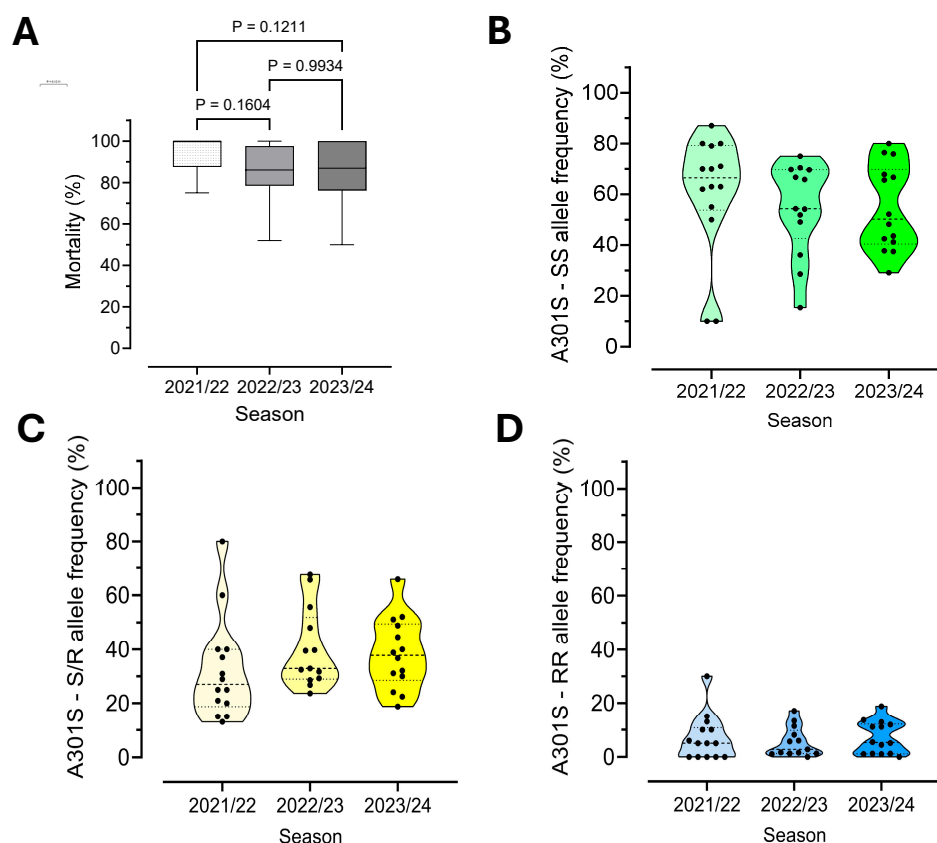 A
P = 0.1211
P = 0.9934
P = 0.1604
Mortality (%)
100
80
60
40
20
0
2021/22 2022/23 2023/24
Season
B
A301S - SS allele frequency (%)
100
80
60
40
20
0
2021/22 2022/23 2023/24
Season
C
A301S - S/R allele frequency (%)
100
80
60
40
20
0
2021/22 2022/23 2023/24
Season
D
A301S - RR allele frequency (%)
100
80
60
40
20
0
2021/22 2022/23 2023/24
Season